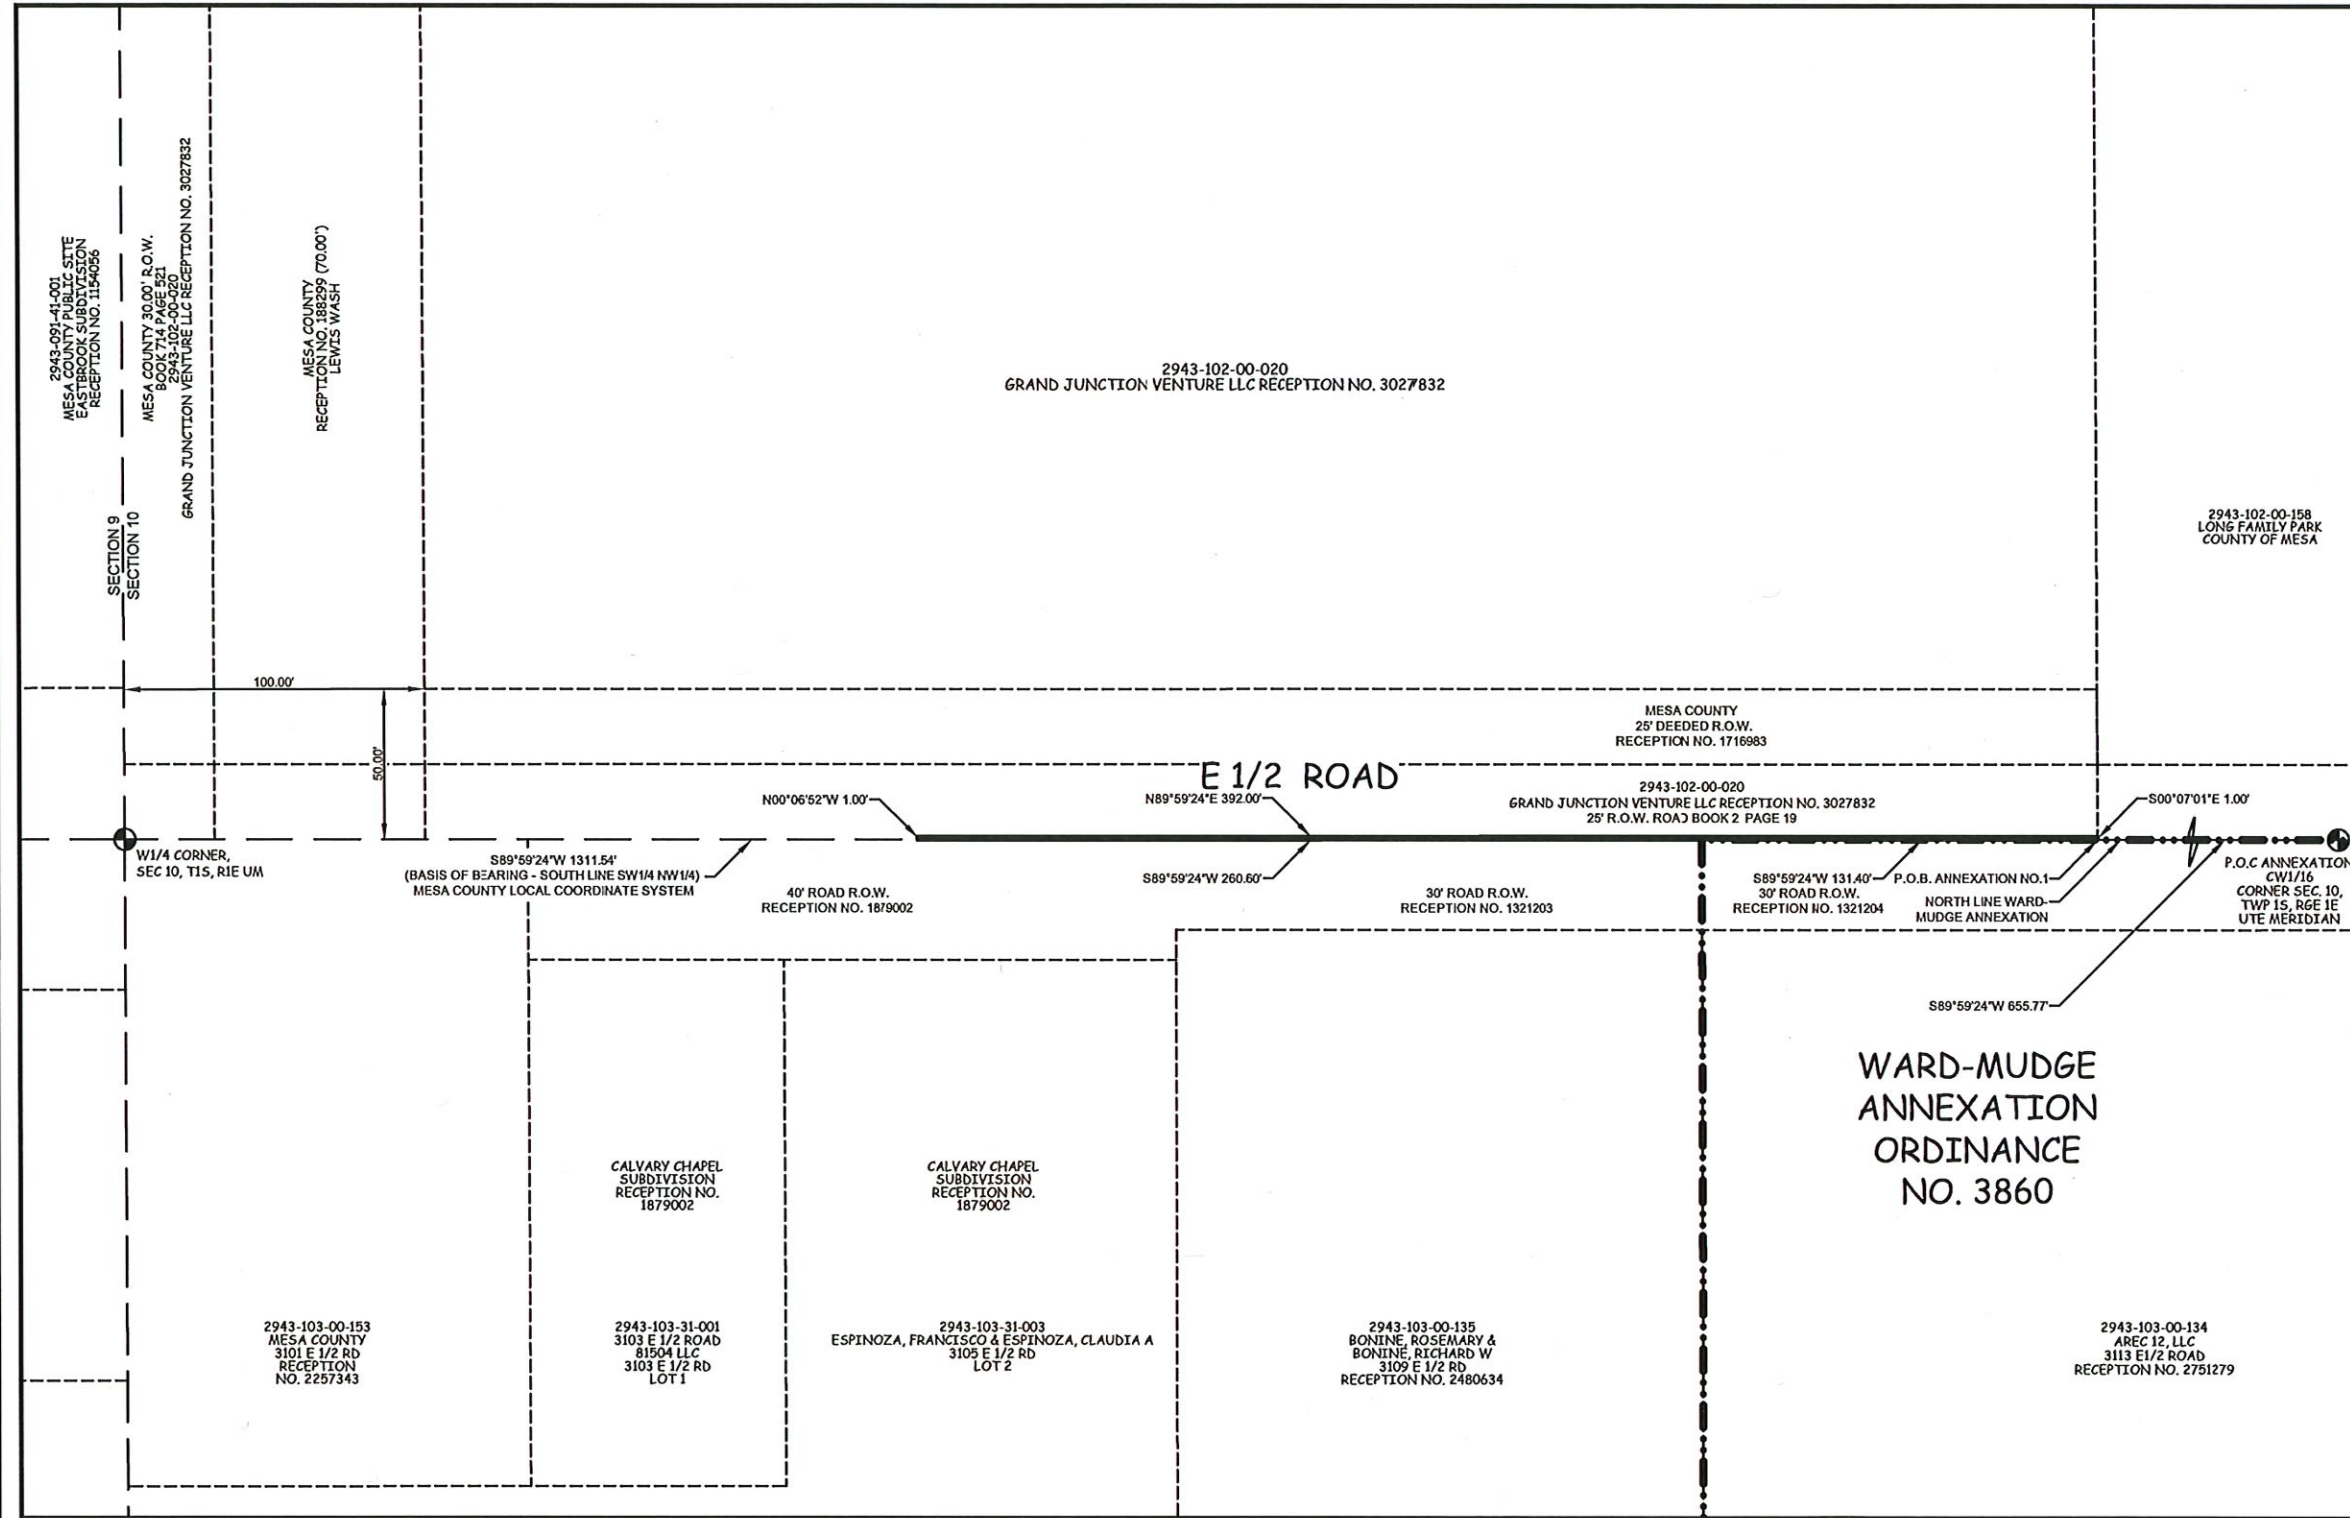 2943-091-41-001
MESA COUNTY PUBLIC SITE
EASTBROOK SUBDIVISION
RECEPTION NO. 1154056
SECTION 9
SECTION 10
MESA COUNTY 30.00' R.O.W.
BOOK 714 PAGE 521
2943-102-00-020
GRAND JUNCTION VENTURE LLC RECEPTION NO. 3027832
MESA COUNTY
RECEPTION NO. 188299 (70.00')
LEWIS WASH
2943-102-00-020
GRAND JUNCTION VENTURE LLC RECEPTION NO. 3027832
2943-102-00-158
LONG FAMILY PARK
COUNTY OF MESA
100.00'
50.00'
MESA COUNTY
25' DEEDED R.O.W.
RECEPTION NO. 1716983
E 1/2 ROAD
N00°06'52"W 1.00'
N89°59'24"E 392.00'
2943-102-00-020
GRAND JUNCTION VENTURE LLC RECEPTION NO. 3027832
25' R.O.W. ROAD BOOK 2 PAGE 19
S00°07'01"E 1.00'
W1/4 CORNER,
SEC 10, T1S, R1E UM
S89°59'24"W 1311.54'
(BASIS OF BEARING - SOUTH LINE SW1/4 NW1/4)
MESA COUNTY LOCAL COORDINATE SYSTEM
40' ROAD R.O.W.
RECEPTION NO. 1879002
S89°59'24"W 260.60'
30' ROAD R.O.W.
RECEPTION NO. 1321203
S89°59'24"W 131.40'
30' ROAD R.O.W.
RECEPTION NO. 1321204
P.O.B. ANNEXATION NO.1
NORTH LINE WARD-
MUDGE ANNEXATION
P.O.C ANNEXATION
CW1/16
CORNER SEC. 10,
TWP 1S, RGE 1E
UTE MERIDIAN
S89°59'24"W 655.77'
WARD-MUDGE
ANNEXATION
ORDINANCE
NO. 3860
CALVARY CHAPEL
SUBDIVISION
RECEPTION NO.
1879002
CALVARY CHAPEL
SUBDIVISION
RECEPTION NO.
1879002
2943-103-00-153
MESA COUNTY
3101 E 1/2 RD
RECEPTION
NO. 2257343
2943-103-31-001
3103 E 1/2 ROAD
81504 LLC
3103 E 1/2 RD
LOT 1
2943-103-31-003
ESPINOZA, FRANCISCO & ESPINOZA, CLAUDIA A
3105 E 1/2 RD
LOT 2
2943-103-00-135
BONINE, ROSEMARY &
BONINE, RICHARD W
3109 E 1/2 RD
RECEPTION NO. 2480634
2943-103-00-134
AREC 12, LLC
3113 E1/2 ROAD
RECEPTION NO. 2751279